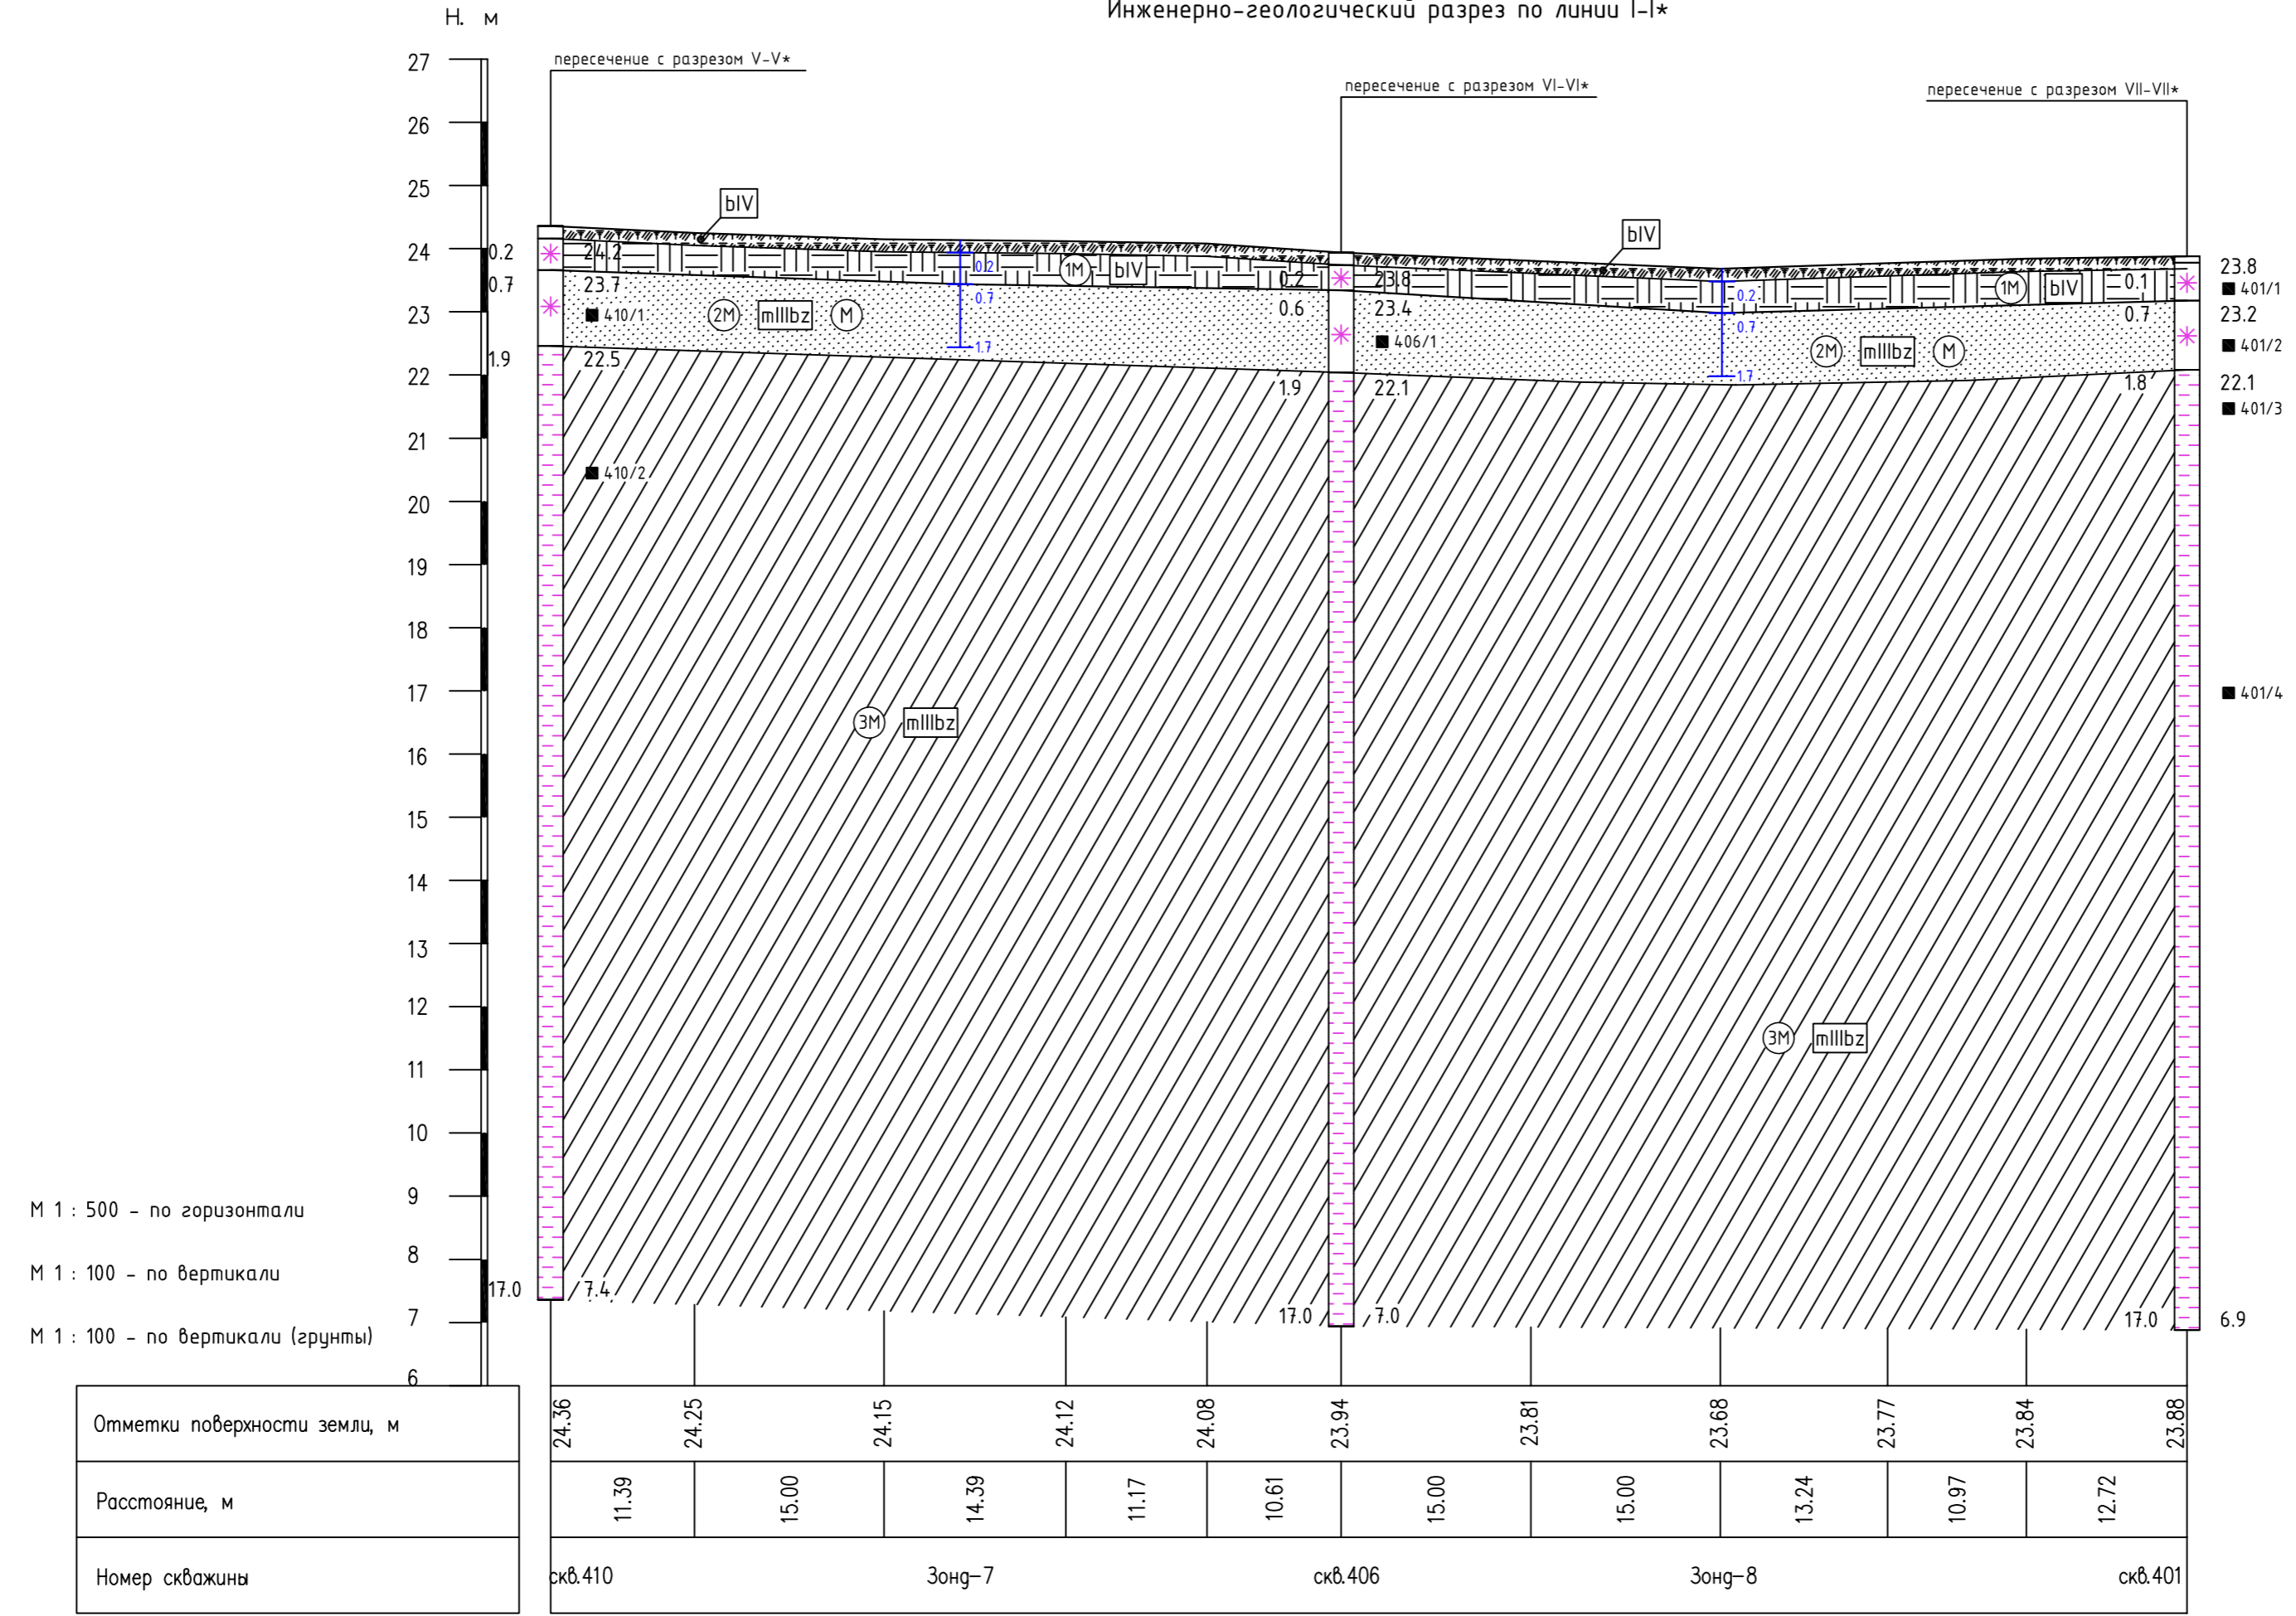 Инженерно-геологический разрез по линии I-I*
Н. м
27
26
25
24
23
22
21
20
19
18
17
16
15
14
13
12
11
10
9
8
7
6
пересечение с разрезом V-V*
пересечение с разрезом VI-VI*
пересечение с разрезом VII-VII*
bIV
bIV
0.2
24.2
0.7
23.7
410/1
2М
mIIIbz
М
1.9
22.5
410/2
0.2
0.7
1.7
1М
bIV
0.2
23.8
0.6
23.4
406/1
1.9
22.1
0.2
0.7
1.7
1М
bIV
0.1
23.8
401/1
0.7
23.2
2М
mIIIbz
М
401/2
1.8
22.1
401/3
401/4
3М
mIIIbz
3М
mIIIbz
17.0
7.4
17.0
7.0
17.0
6.9
М 1 : 500 - по горизонтали
М 1 : 100 - по вертикали
М 1 : 100 - по вертикали (грунты)
Отметки поверхности земли, м
24.36
24.25
24.15
24.12
24.08
23.94
23.81
23.68
23.77
23.84
23.88
Расстояние, м
11.39
15.00
14.39
11.17
10.61
15.00
15.00
13.24
10.97
12.72
Номер скважины
скв.410
Зонд-7
скв.406
Зонд-8
скв.401